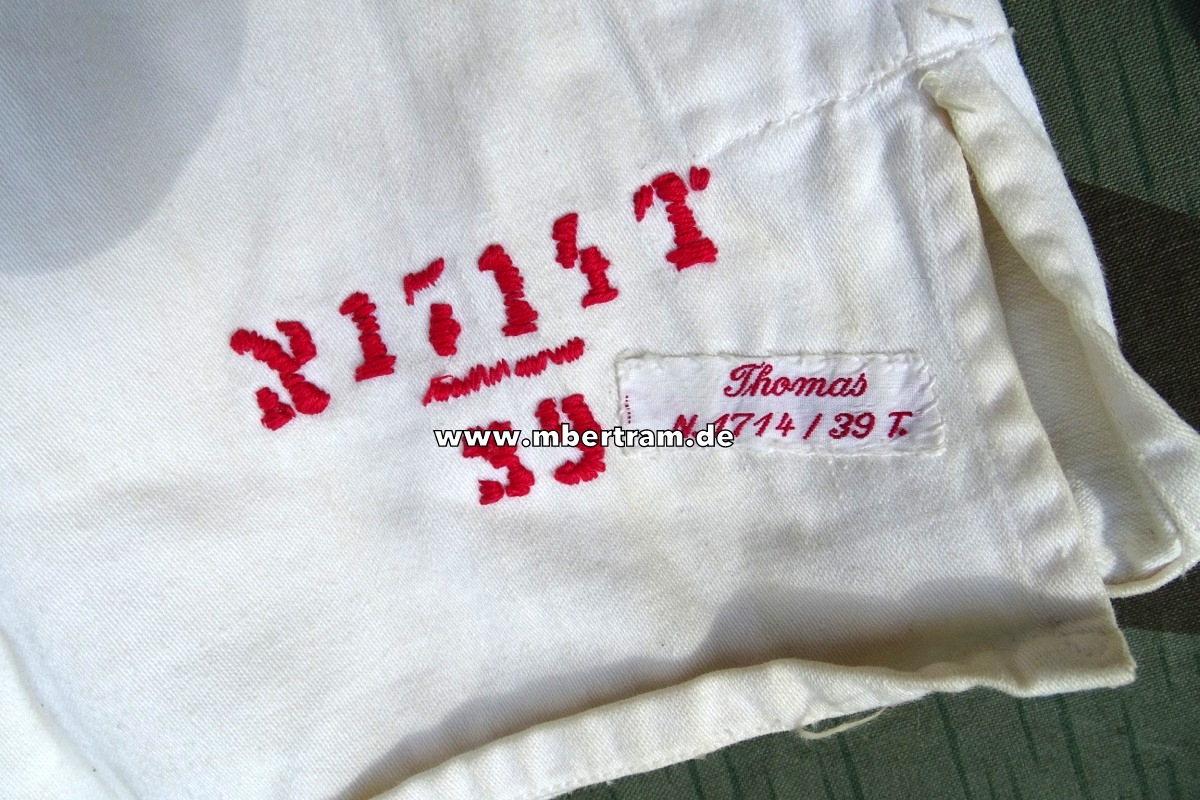 N1714T
39
Thomas
N.1714/39 T.
www.mbertram.de